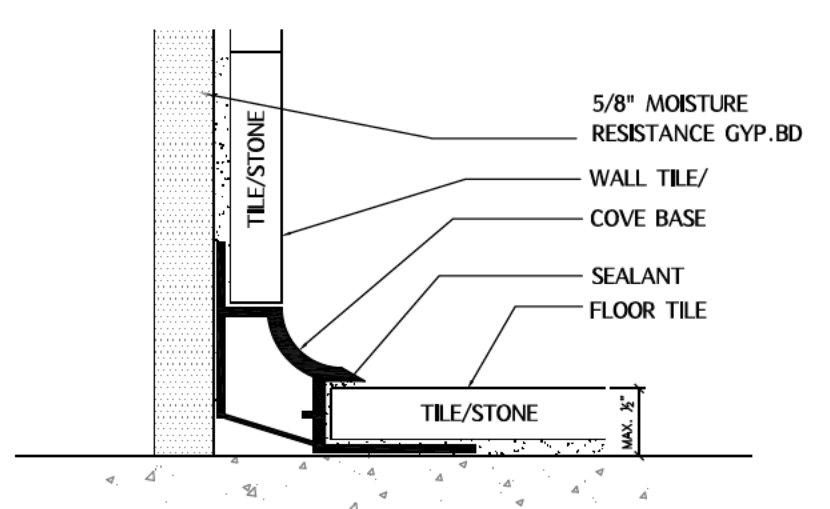 5/8" MOISTURE
RESISTANCE GYP.BD
WALL TILE/
COVE BASE
SEALANT
FLOOR TILE
TILE/STONE
TILE/STONE
MAX. ½"